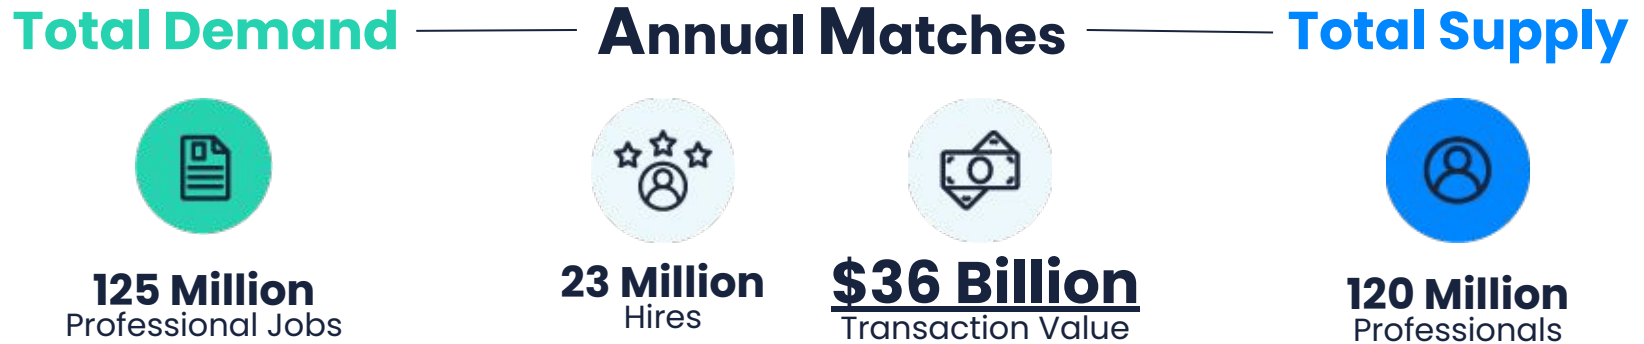 Total Demand
Annual Matches
Total Supply
125 Million
Professional Jobs
23 Million
Hires
$36 Billion
Transaction Value
120 Million
Professionals